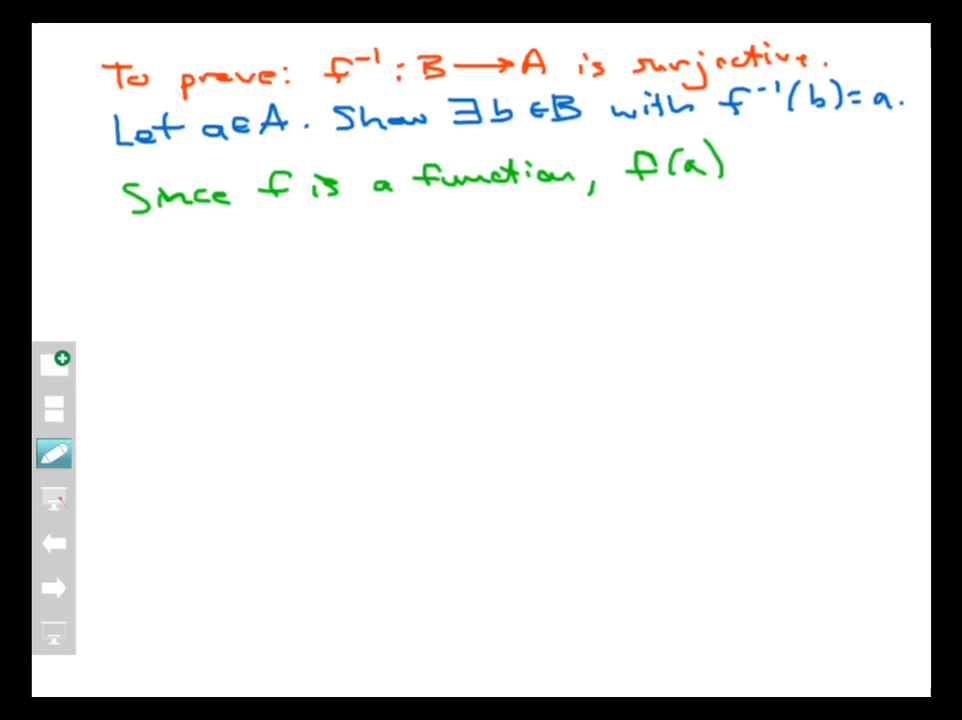 To prove: f⁻¹ : B ⟶ A is surjective.
Let a ∈ A. Show ∃ b ∈ B with f⁻¹(b) = a.
Since f is a function, f(a)